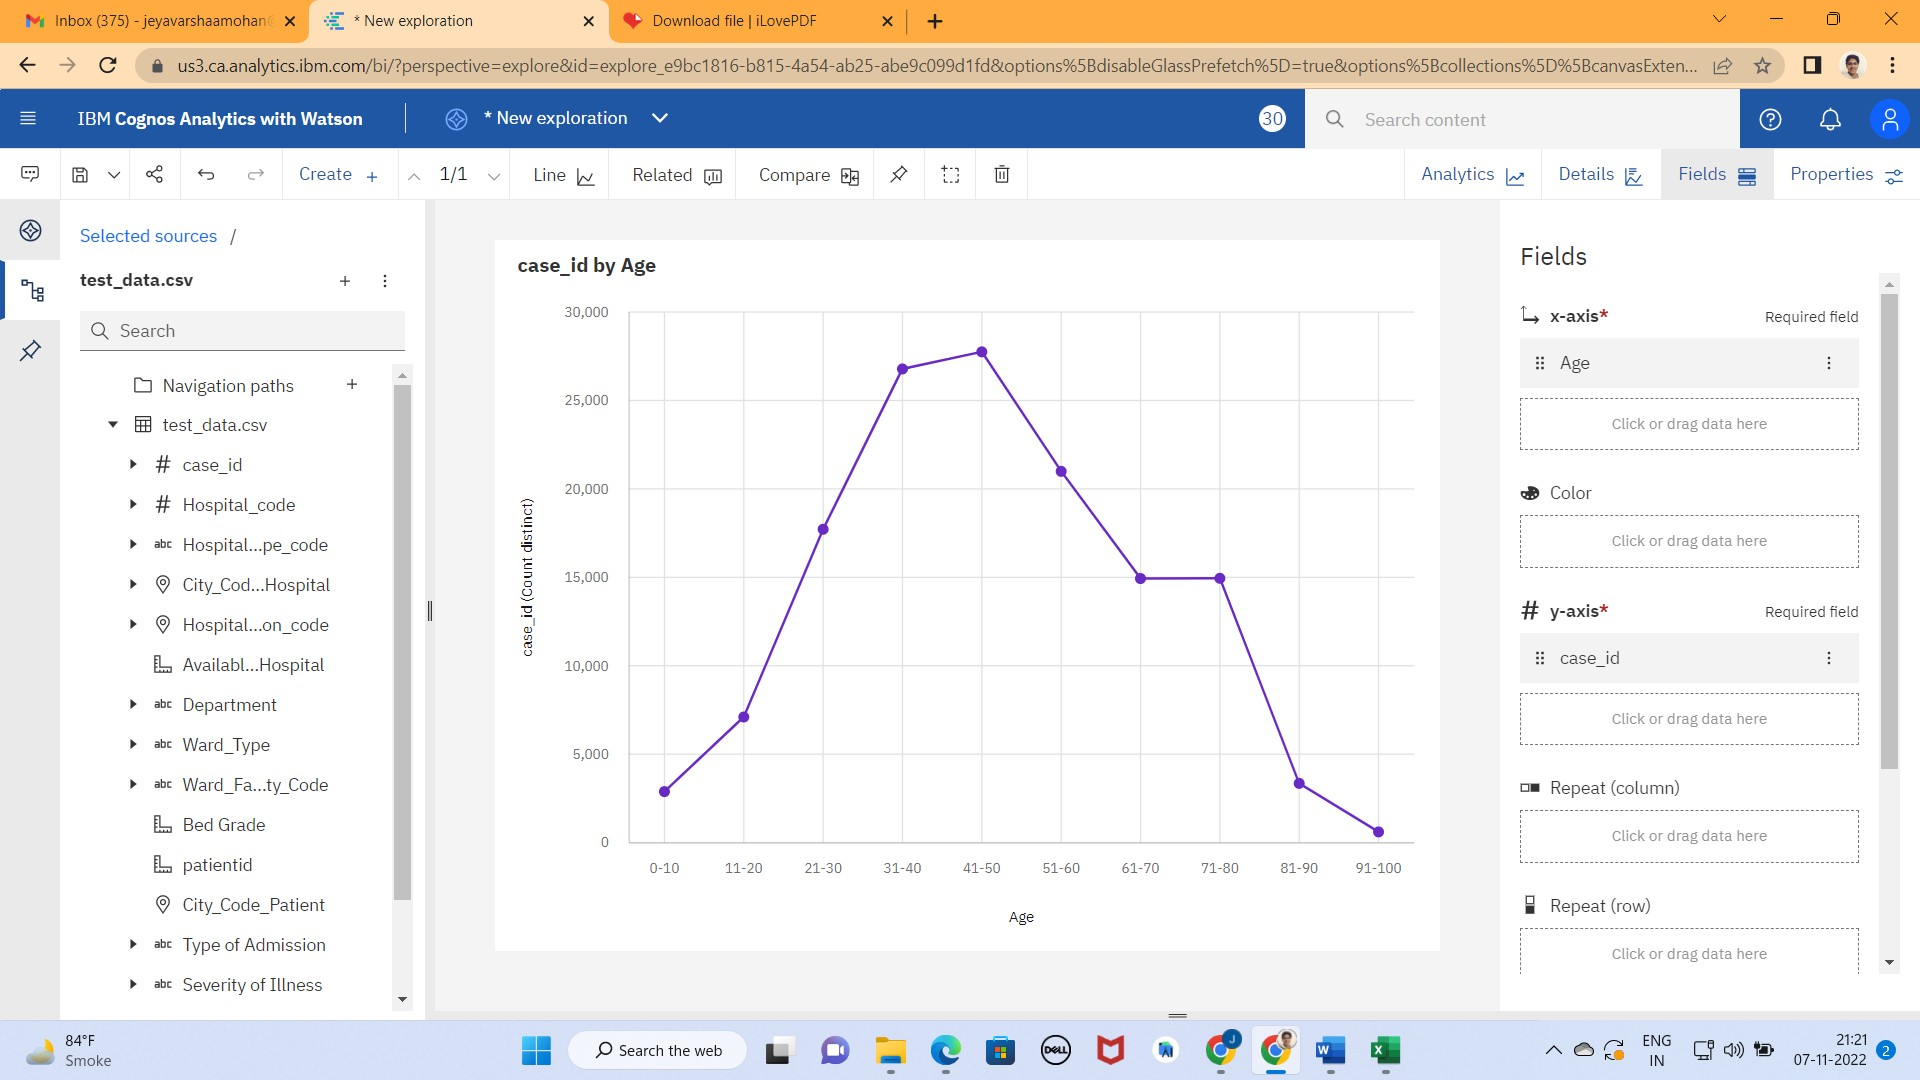 Inbox (375) - jeyavarshaamohan
* New exploration
Download file | iLovePDF
us3.ca.analytics.ibm.com/bi/?perspective=explore&id=explore_e9bc1816-b815-4a54-ab25-abe9c099d1fd&options%5BdisableGlassPrefetch%5D=true&options%5Bcollections%5D%5BcanvasExten...
IBM Cognos Analytics with Watson
* New exploration
30
Search content
Create +
1/1
Line
Related
Compare
Analytics
Details
Fields
Properties
Selected sources /
test_data.csv
Search
Navigation paths
test_data.csv
# case_id
# Hospital_code
abc Hospital...pe_code
City_Cod...Hospital
Hospital...on_code
Availabl...Hospital
abc Department
abc Ward_Type
abc Ward_Fa...ty_Code
Bed Grade
patientid
City_Code_Patient
abc Type of Admission
abc Severity of Illness
case_id by Age
case_id (Count distinct)
30,000
25,000
20,000
15,000
10,000
5,000
0
0-10 11-20 21-30 31-40 41-50 51-60 61-70 71-80 81-90 91-100
Age
Fields
x-axis* Required field
Age
Click or drag data here
Color
Click or drag data here
# y-axis* Required field
case_id
Click or drag data here
Repeat (column)
Click or drag data here
Repeat (row)
Click or drag data here
84°F
Smoke
Search the web
DELL
J
W
X
ENG
IN
21:21
07-11-2022
2